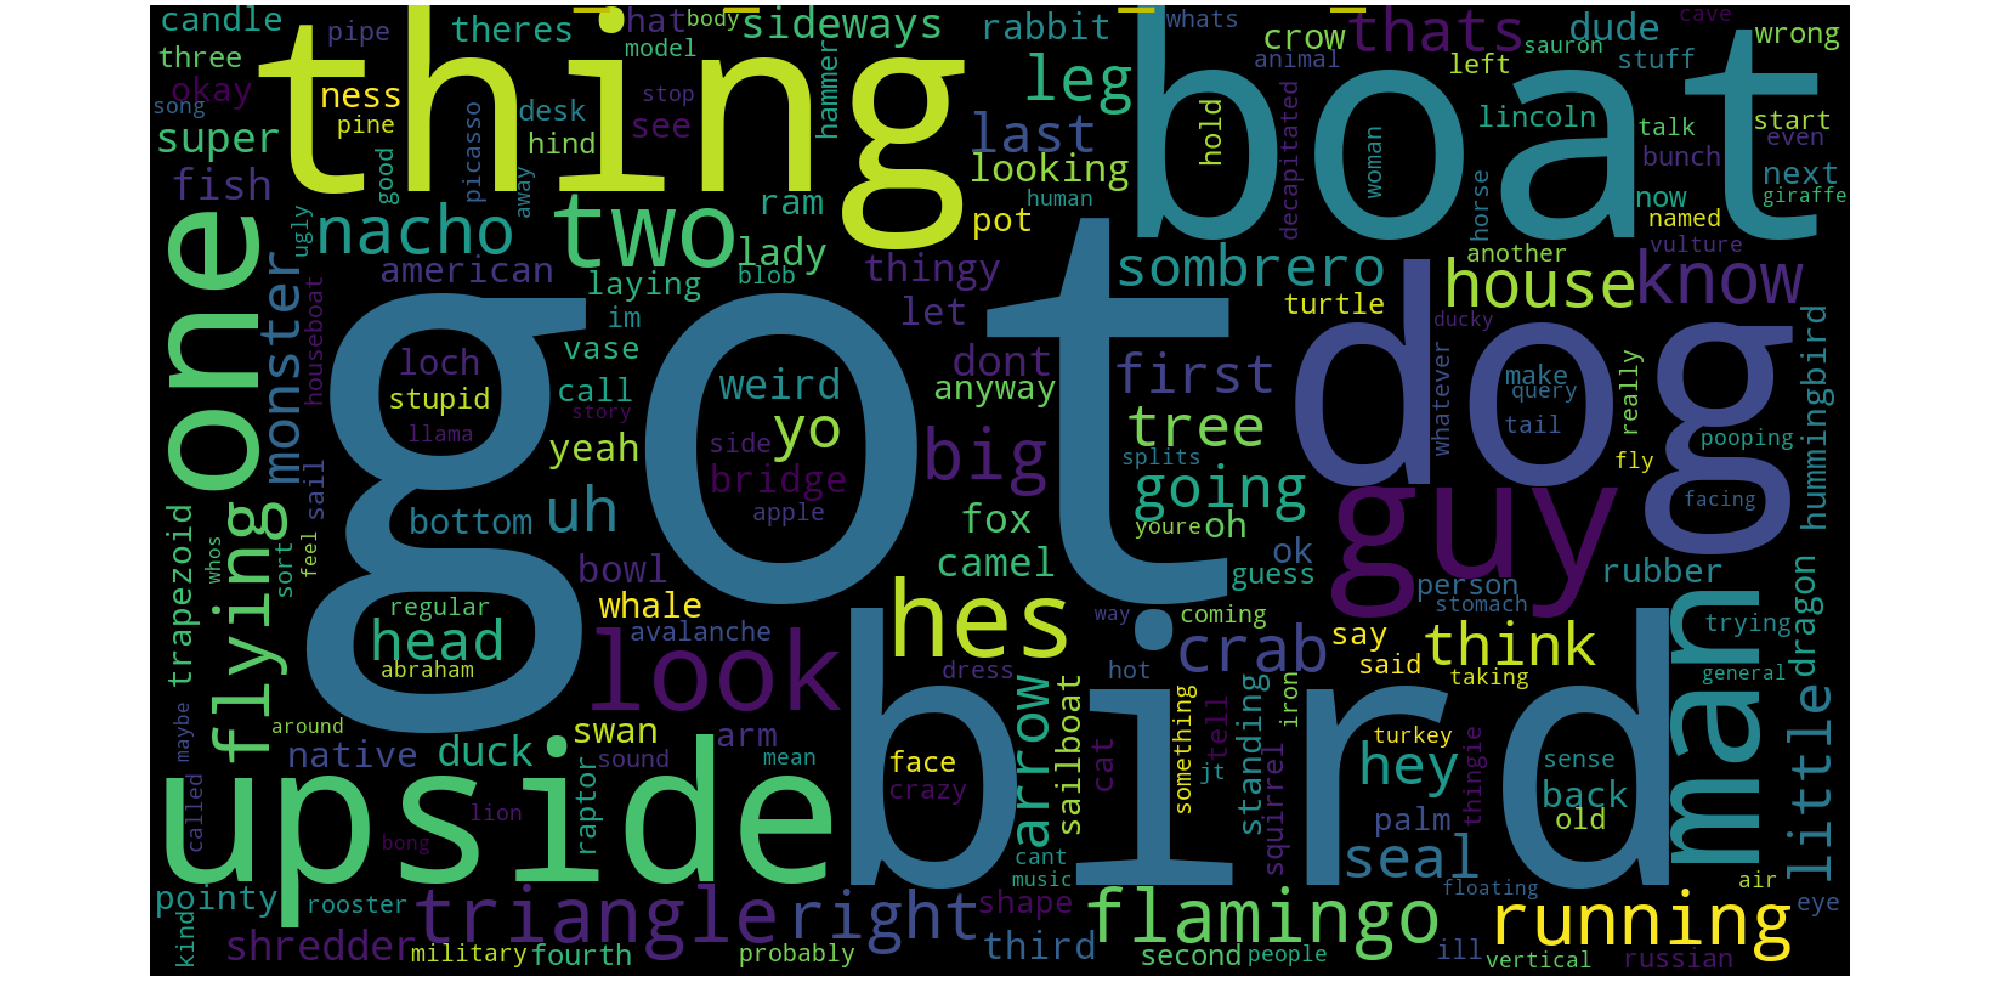 candle
pipe
theres
hat
body
sideways
rabbit
whats
crow
thats
dude
cave
wrong
three
model
hammer
animal
left
sauron
stuff
okay
ness
thing
leg
boat
song
pine
picasso
desk
stop
see
last
hold
decapitated
lincoln
talk
start
even
super
hind
good
looking
woman
bunch
next
fish
away
human
horse
now
giraffe
one
ugly
nacho
two
ram
pot
named
lady
another
vulture
monster
american
laying
blob
thingy
sombrero
house
know
houseboat
im
let
turtle
ducky
hummingbird
got
dog
loch
vase
dont
first
whatever
make
really
stupid
call
weird
anyway
query
story
llama
yo
tree
tail
pooping
yeah
side
big
splits
fly
sail
bridge
going
guy
facing
trapezoid
flying
bottom
uh
apple
fox
youre
oh
whos
sort
feel
bowl
camel
ok
guess
person
rubber
dragon
regular
whale
hes
way
coming
stomach
man
head
avalanche
look
crab
say
think
trying
abraham
dress
hot
said
taking
general
maybe
around
swan
arm
arrow
sailboat
something
tell
iron
standing
little
native
duck
sound
mean
bird
turkey
called
upside
raptor
face
crazy
cat
jt
squirrel
hey
thingie
sense
back
lion
bong
palm
old
cant
seal
music
air
pointy
rooster
triangle
right
shape
flamingo
floating
running
eye
kind
shredder
military
fourth
probably
third
second
people
ill
vertical
russian